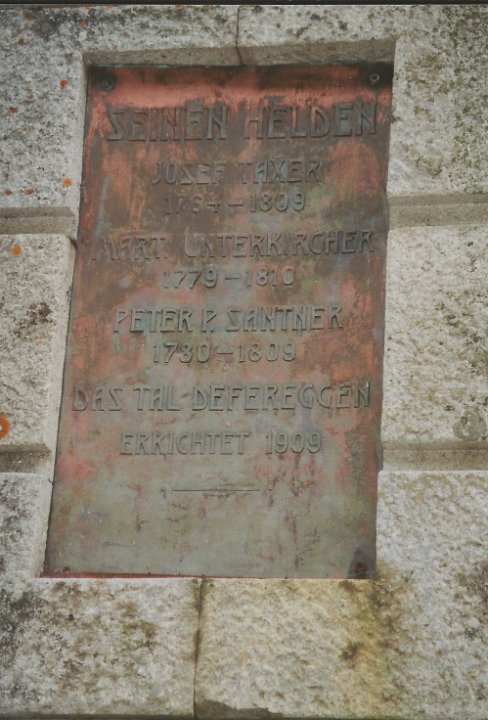 SEINEN HELDEN
JOSEF TAXER
1764-1809
MART. UNTERKIRCHER
1779-1810
PETER P. SANTNER
1780-1809
DAS TAL DEFEREGGEN
ERRICHTET 1909